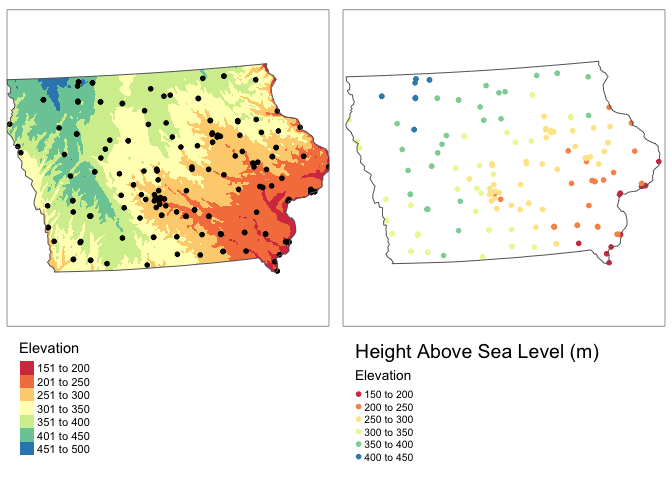 Elevation
151 to 200
201 to 250
251 to 300
301 to 350
351 to 400
401 to 450
451 to 500
Height Above Sea Level (m)
Elevation
150 to 200
200 to 250
250 to 300
300 to 350
350 to 400
400 to 450